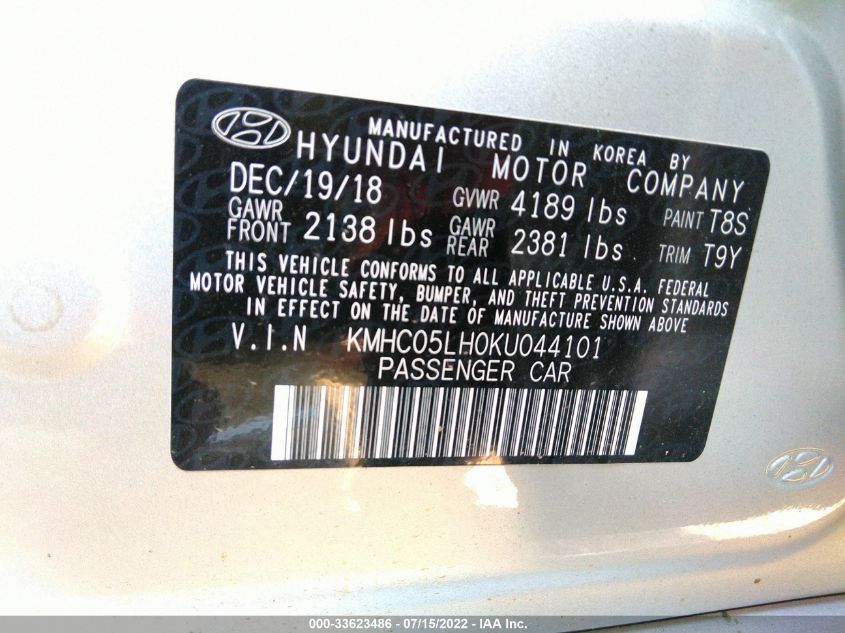 MANUFACTURED IN KOREA BY
HYUNDAI MOTOR COMPANY
DEC/19/18 GVWR 4189 lbs PAINT T8S
GAWR FRONT 2138 lbs GAWR REAR 2381 lbs TRIM T9Y
THIS VEHICLE CONFORMS TO ALL APPLICABLE U.S.A. FEDERAL
MOTOR VEHICLE SAFETY, BUMPER, AND THEFT PREVENTION STANDARDS
IN EFFECT ON THE DATE OF MANUFACTURE SHOWN ABOVE
V.I.N KMHC05LH0KU044101
PASSENGER CAR
000-33623486 - 07/15/2022 - IAA Inc.